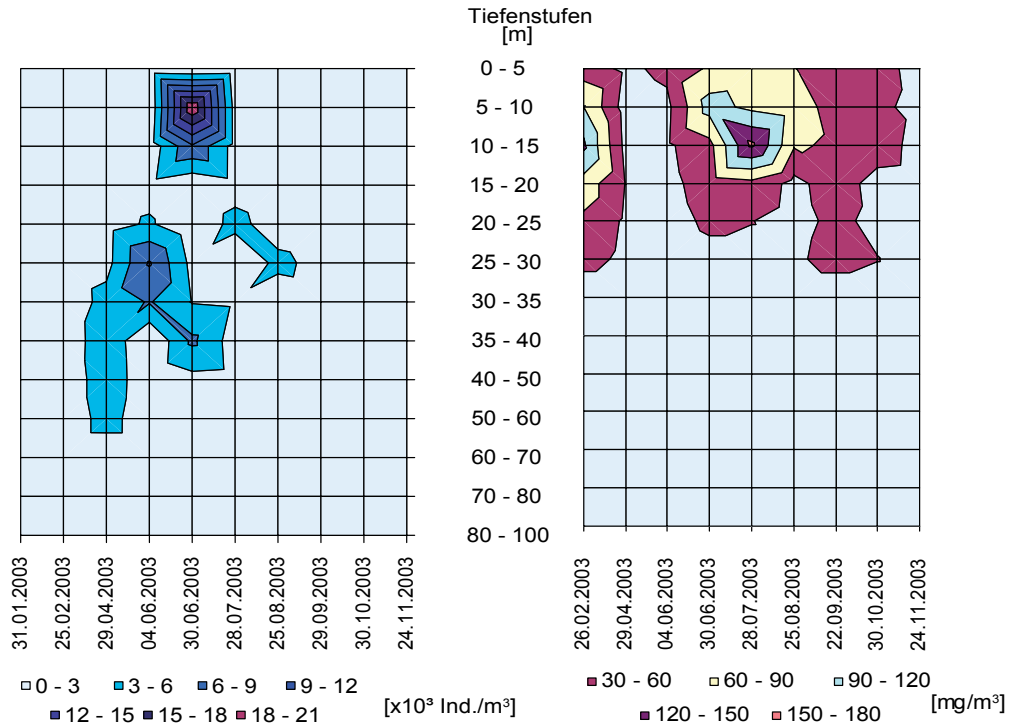 Tiefenstufen
[m]
0 - 5
5 - 10
10 - 15
15 - 20
20 - 25
25 - 30
30 - 35
35 - 40
40 - 50
50 - 60
60 - 70
70 - 80
80 - 100
31.01.2003
25.02.2003
29.04.2003
04.06.2003
30.06.2003
28.07.2003
25.08.2003
29.09.2003
30.10.2003
24.11.2003
26.02.2003
29.04.2003
04.06.2003
30.06.2003
28.07.2003
25.08.2003
22.09.2003
30.10.2003
24.11.2003
0 - 3 3 - 6 6 - 9 9 - 12
12 - 15 15 - 18 18 - 21
[x10³ Ind./m³]
30 - 60 60 - 90 90 - 120
120 - 150 150 - 180
[mg/m³]